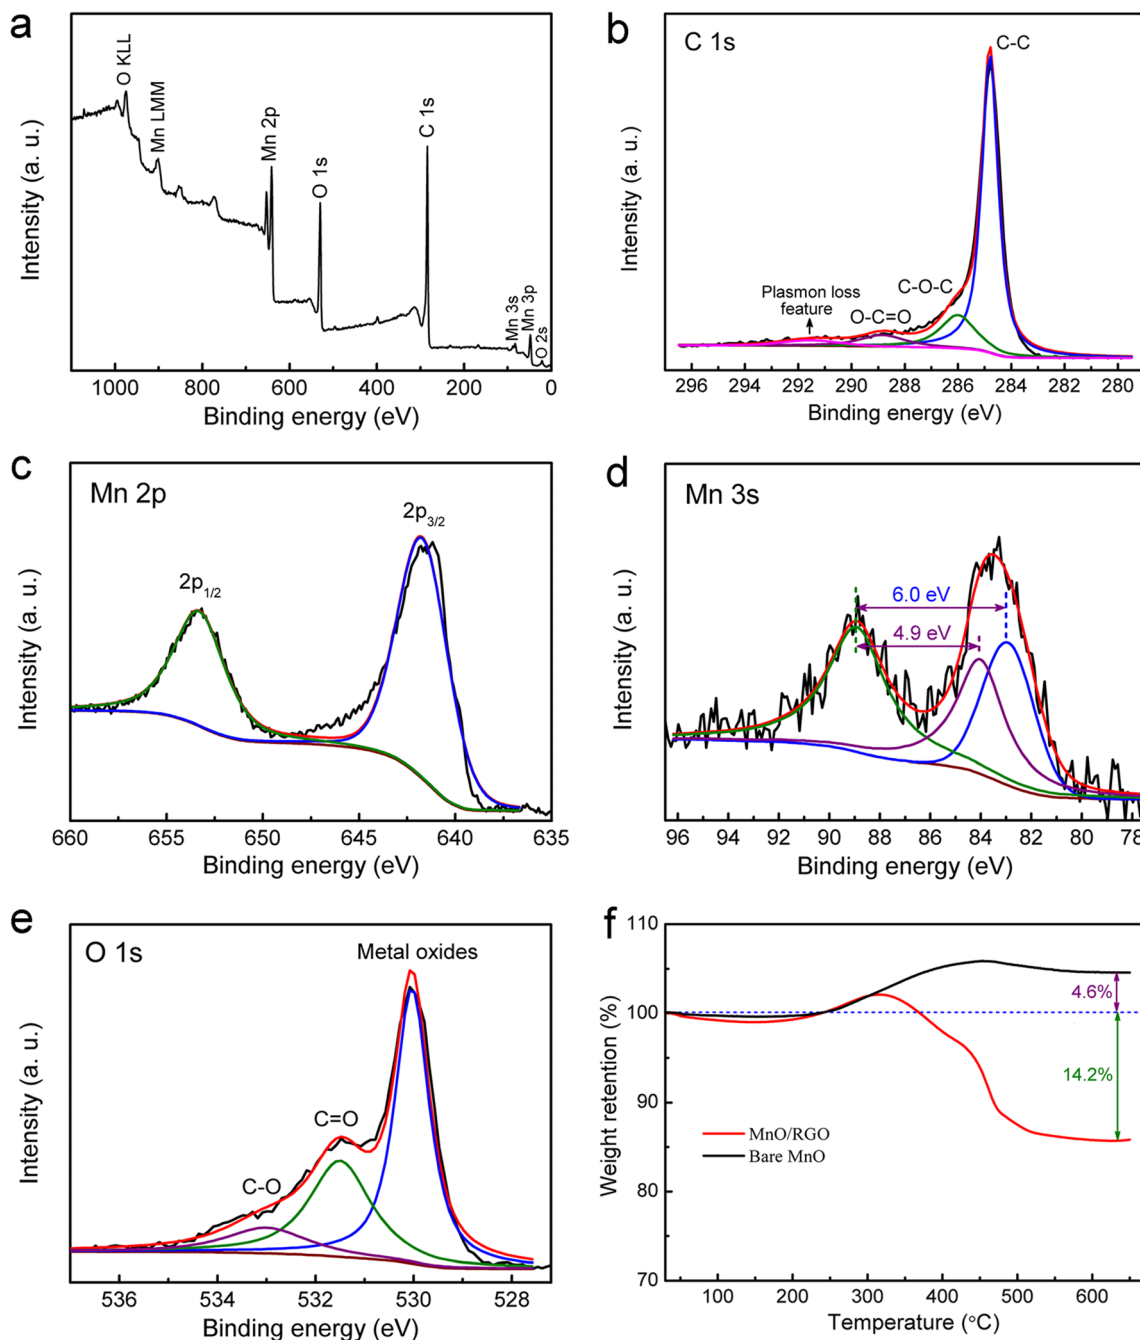 a
O KLL
Mn LMM
Mn 2p
O 1s
C 1s
Mn 3s
Mn 3p
O 2s
Intensity (a. u.)
1000 800 600 400 200 0
Binding energy (eV)
b
C 1s
C-C
C-O-C
O-C=O
Plasmon loss
feature
Intensity (a. u.)
296 294 292 290 288 286 284 282 280
Binding energy (eV)
c
Mn 2p
2p1/2
2p3/2
Intensity (a. u.)
660 655 650 645 640 635
Binding energy (eV)
d
Mn 3s
6.0 eV
4.9 eV
Intensity (a. u.)
96 94 92 90 88 86 84 82 80 78
Binding energy (eV)
e
O 1s
Metal oxides
C=O
C-O
Intensity (a. u.)
536 534 532 530 528
Binding energy (eV)
f
110
100
90
80
70
Weight retention (%)
4.6%
14.2%
MnO/RGO
Bare MnO
100 200 300 400 500 600
Temperature (°C)